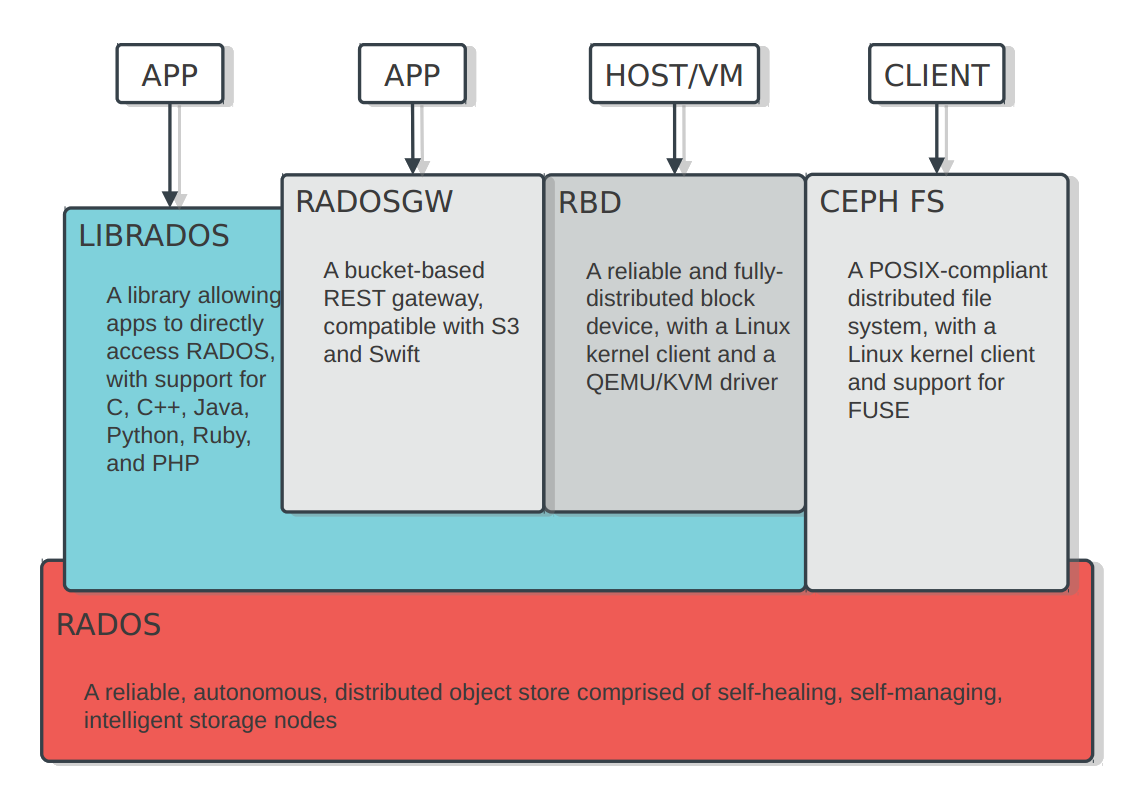 APP
APP
HOST/VM
CLIENT
LIBRADOS
A library allowing
apps to directly
access RADOS,
with support for
C, C++, Java,
Python, Ruby,
and PHP
RADOSGW
A bucket-based
REST gateway,
compatible with S3
and Swift
RBD
A reliable and fully-
distributed block
device, with a Linux
kernel client and a
QEMU/KVM driver
CEPH FS
A POSIX-compliant
distributed file
system, with a
Linux kernel client
and support for
FUSE
RADOS
A reliable, autonomous, distributed object store comprised of self-healing, self-managing,
intelligent storage nodes